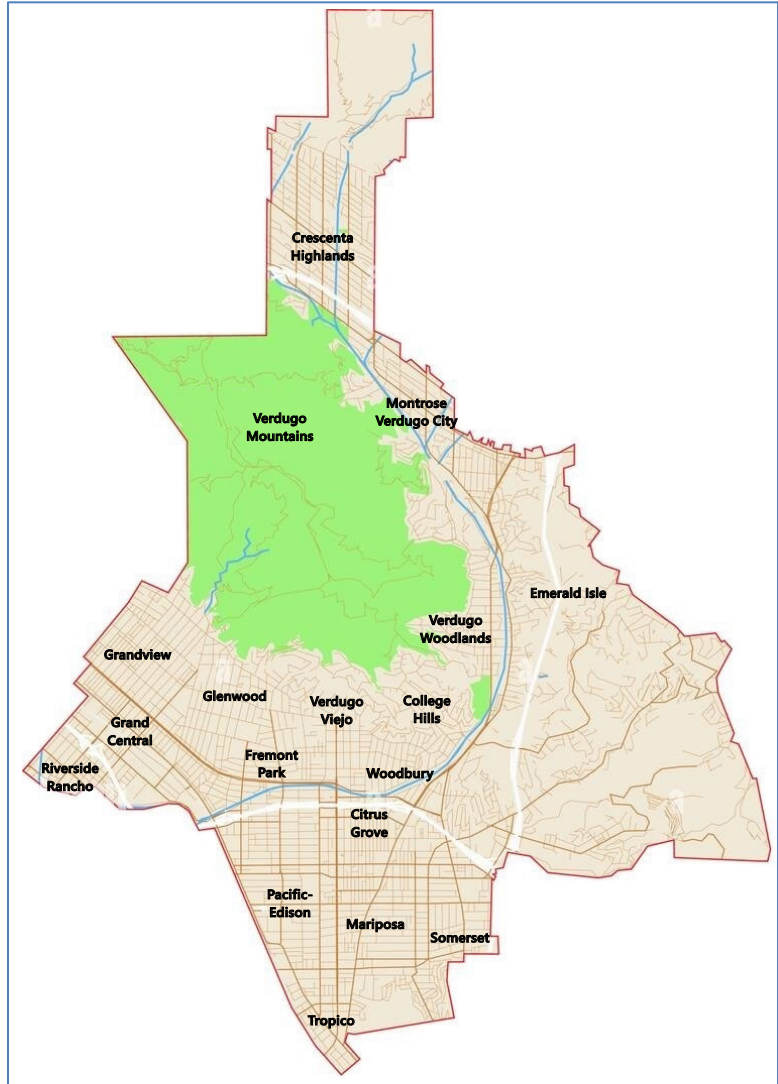 Crescenta
Highlands
Montrose
Verdugo City
Verdugo
Mountains
Emerald Isle
Verdugo
Woodlands
Grandview
Glenwood
Verdugo
Viejo
College
Hills
Grand
Central
Fremont
Park
Woodbury
Riverside
Rancho
Citrus
Grove
Pacific-
Edison
Mariposa
Somerset
Tropico